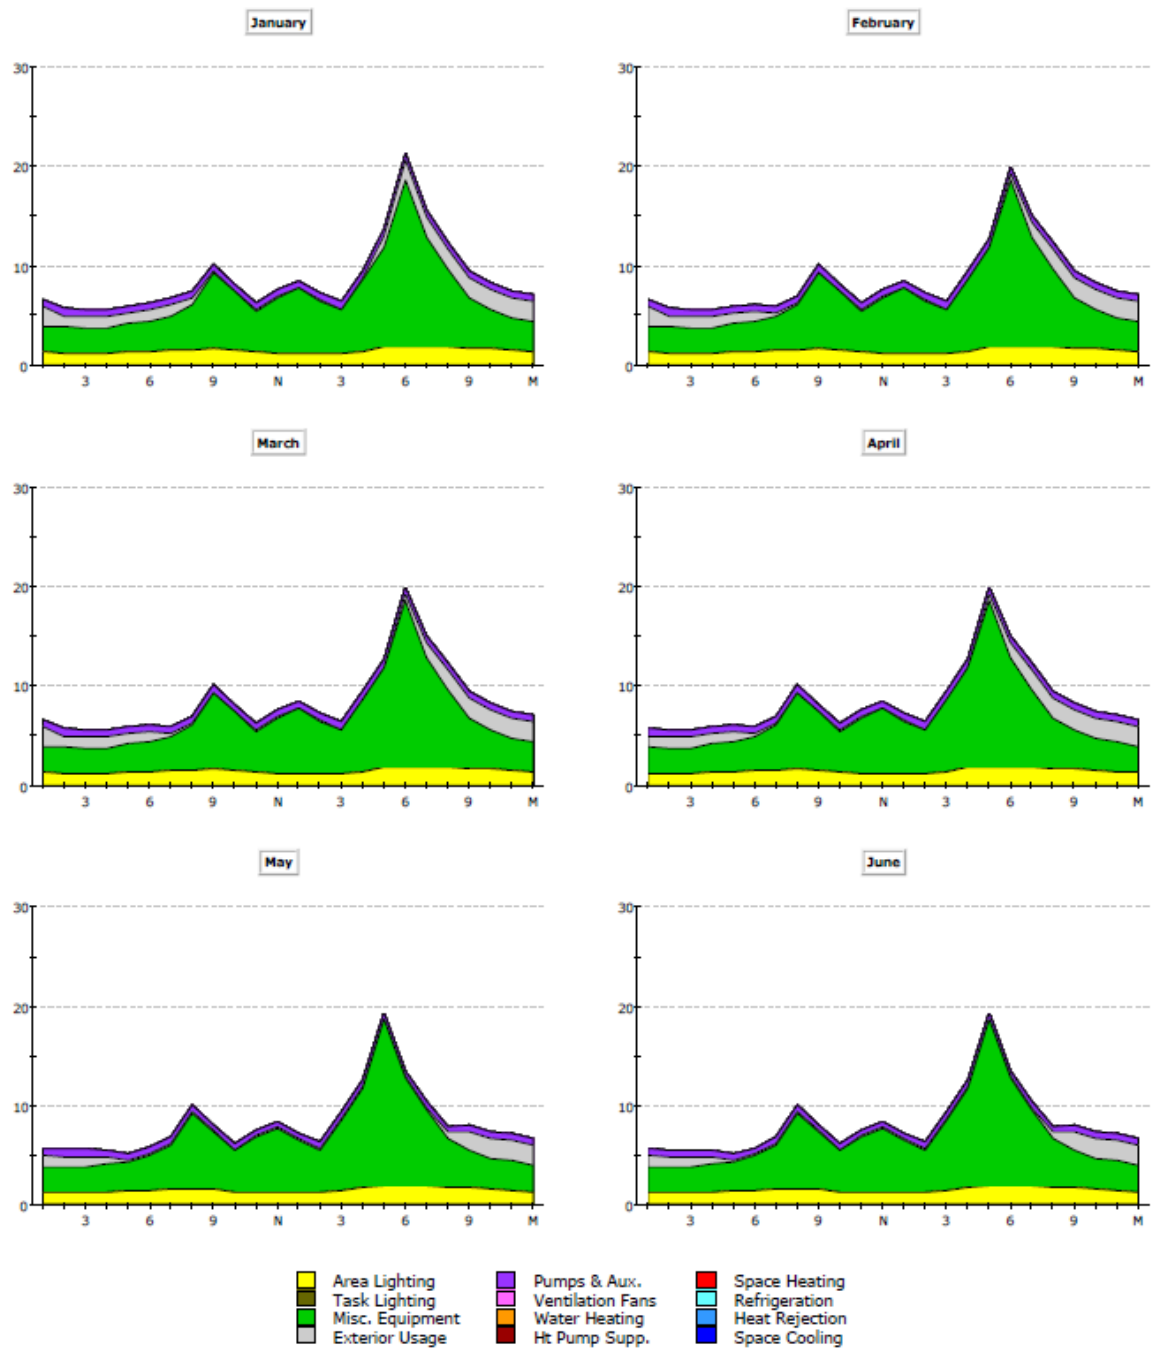 January February
30 30
20 20
10 10
0 0
3 6 9 N 3 6 9 M 3 6 9 N 3 6 9 M
March April
30 30
20 20
10 10
0 0
3 6 9 N 3 6 9 M 3 6 9 N 3 6 9 M
May June
30 30
20 20
10 10
0 0
3 6 9 N 3 6 9 M 3 6 9 N 3 6 9 M
Area Lighting Pumps & Aux. Space Heating
Task Lighting Ventilation Fans Refrigeration
Misc. Equipment Water Heating Heat Rejection
Exterior Usage Ht Pump Supp. Space Cooling